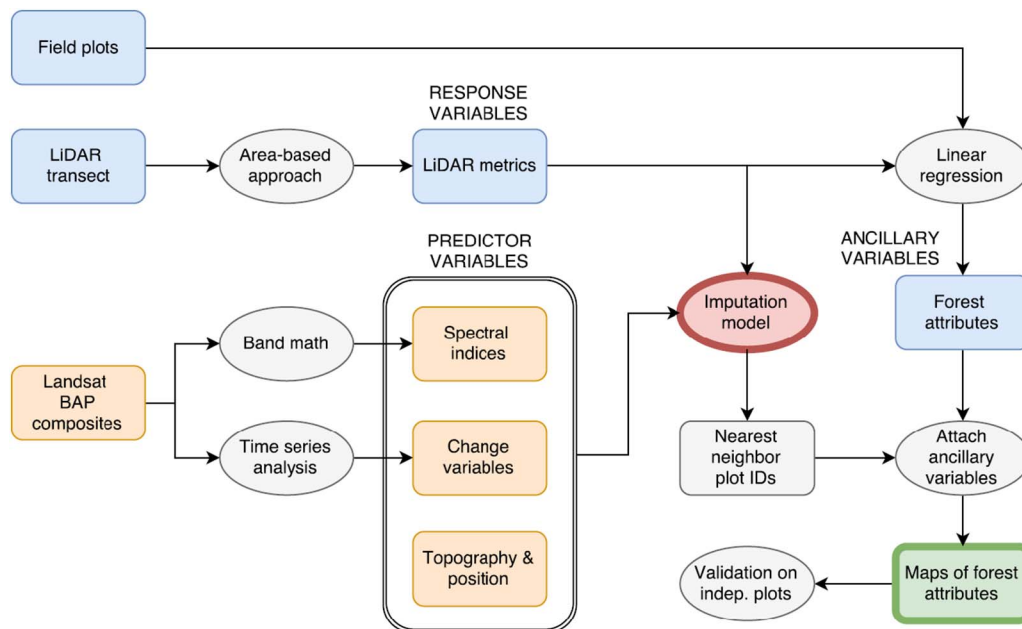 Field plots
RESPONSE
VARIABLES
LiDAR
transect
Area-based
approach
LiDAR metrics
Linear
regression
PREDICTOR
VARIABLES
ANCILLARY
VARIABLES
Band math
Spectral
indices
Imputation
model
Forest
attributes
Landsat
BAP
composites
Time series
analysis
Change
variables
Nearest
neighbor
plot IDs
Attach
ancillary
variables
Topography &
position
Validation on
indep. plots
Maps of forest
attributes